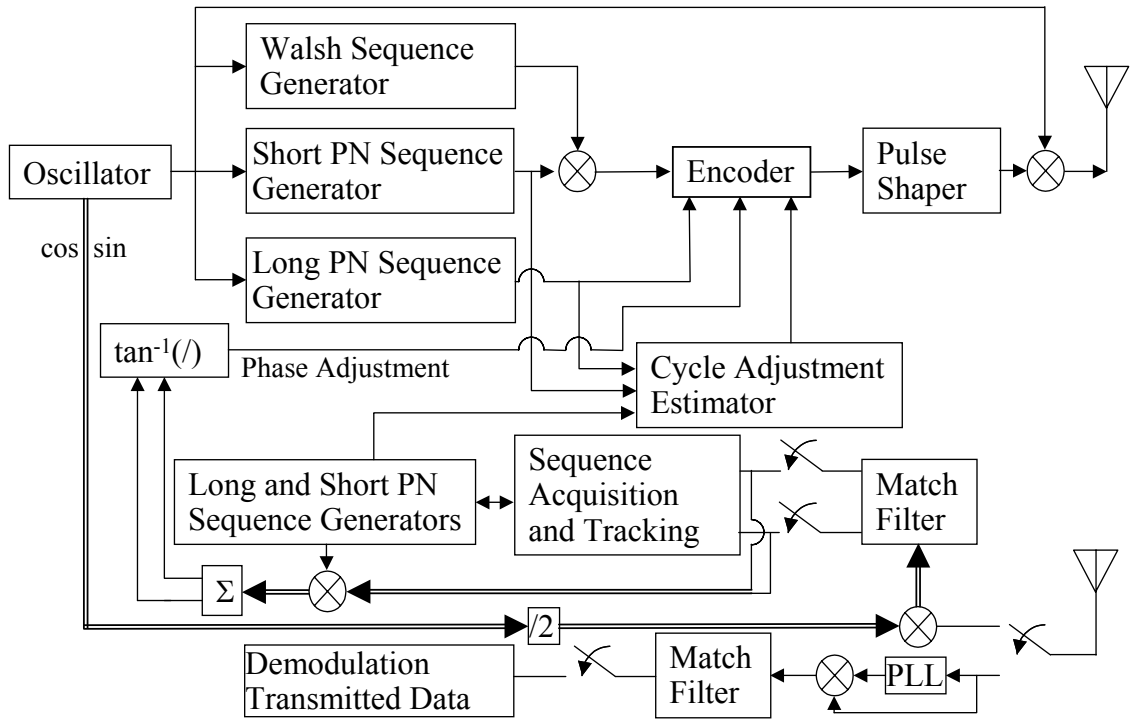 Walsh Sequence
Generator
Oscillator
Short PN Sequence
Generator
Encoder
Pulse
Shaper
cos sin
Long PN Sequence
Generator
tan-1(/)
Phase Adjustment
Cycle Adjustment
Estimator
Long and Short PN
Sequence Generators
Sequence
Acquisition
and Tracking
Match
Filter
Σ
/2
Demodulation
Transmitted Data
Match
Filter
PLL